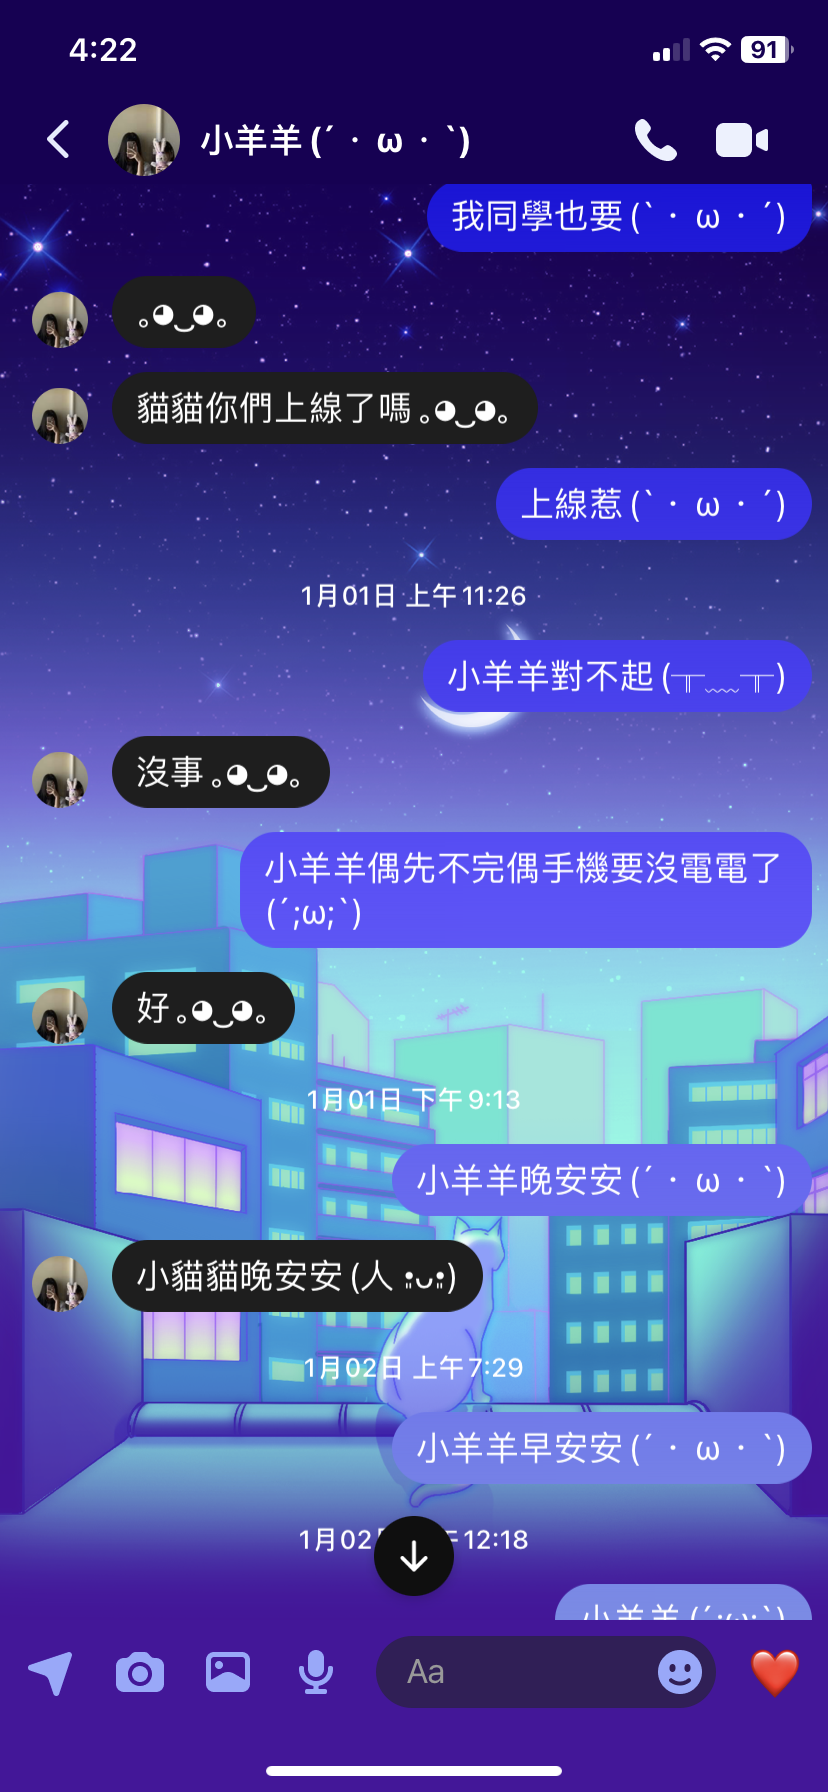 4:22
91
小羊羊 (´・ω・`)
我同學也要 (`・ω・´)
｡◕‿◕｡
貓貓你們上線了嗎 ｡◕‿◕｡
上線惹 (`・ω・´)
1月01日 上午 11:26
小羊羊對不起 (╥﹏╥)
沒事 ｡◕‿◕｡
小羊羊偶先不完偶手機要沒電電了
(´;ω;`)
好 ｡◕‿◕｡
1月01日 下午 9:13
小羊羊晚安安 (´・ω・`)
小貓貓晚安安 (人 •͈ᴗ•͈)
1月02日 上午 7:29
小羊羊早安安 (´・ω・`)
1月02 12:18
小羊羊 (´;ω;`)
Aa